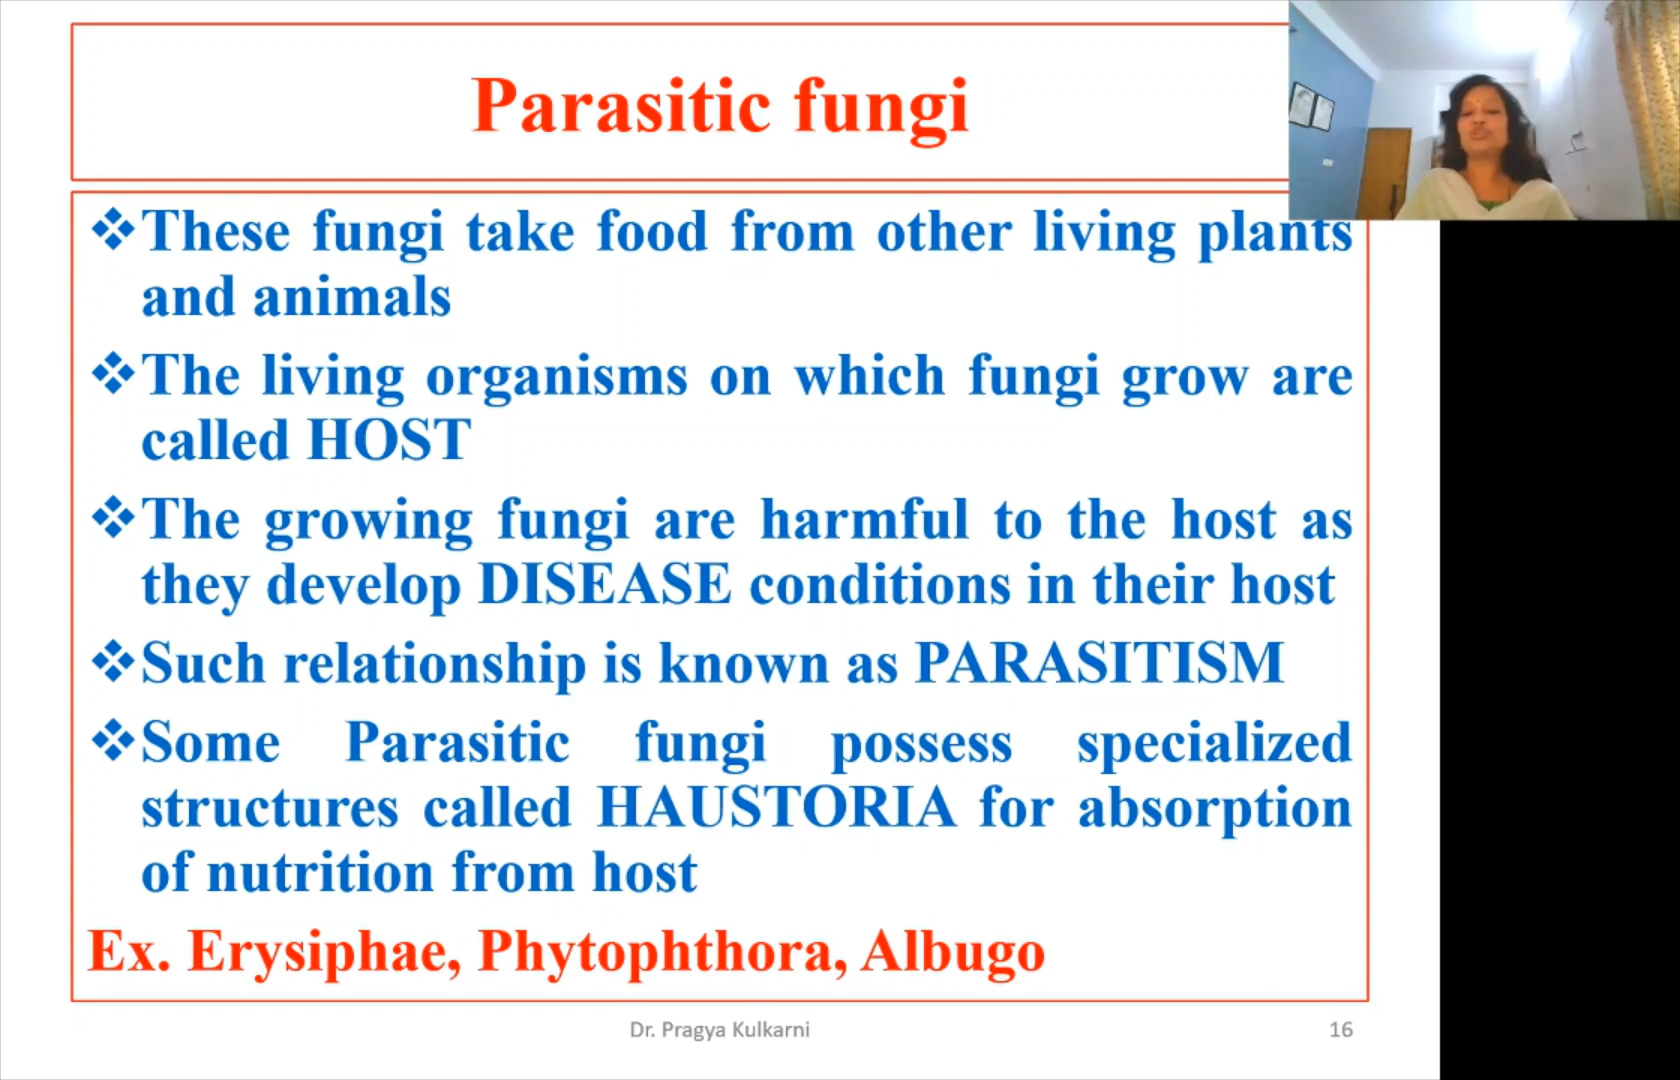 Parasitic fungi
❖These fungi take food from other living plants
and animals
❖The living organisms on which fungi grow are
called HOST
❖The growing fungi are harmful to the host as
they develop DISEASE conditions in their host
❖Such relationship is known as PARASITISM
❖Some Parasitic fungi possess specialized
structures called HAUSTORIA for absorption
of nutrition from host
Ex. Erysiphae, Phytophthora, Albugo
Dr. Pragya Kulkarni
16